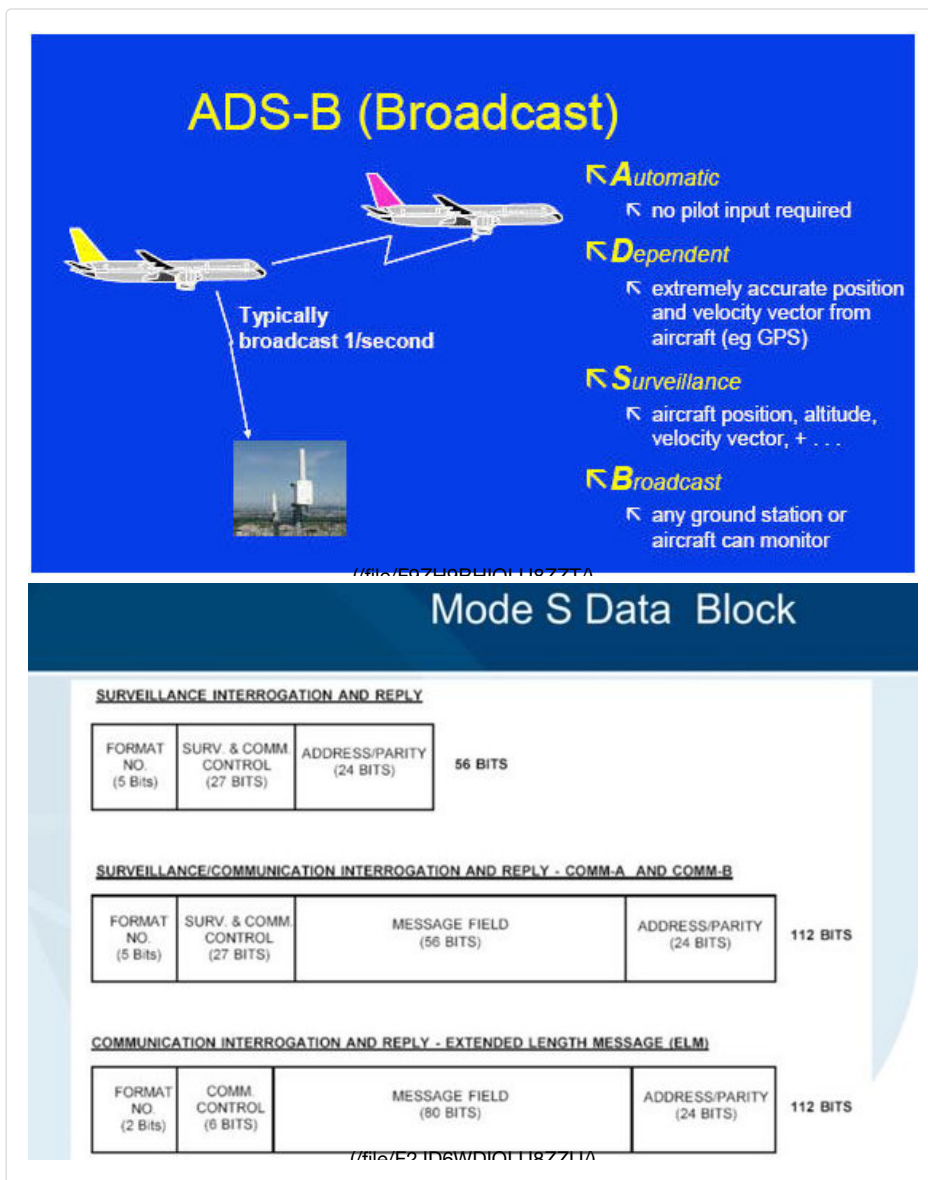 ADS-B (Broadcast)
Automatic
no pilot input required
Dependent
extremely accurate position
and velocity vector from
aircraft (eg GPS)
Surveillance
aircraft position, altitude,
velocity vector, + . . .
Broadcast
any ground station or
aircraft can monitor
Typically
broadcast 1/second
Mode S Data Block
SURVEILLANCE INTERROGATION AND REPLY
FORMAT NO. (5 Bits)
SURV. & COMM. CONTROL (27 BITS)
ADDRESS/PARITY (24 BITS)
56 BITS
SURVEILLANCE/COMMUNICATION INTERROGATION AND REPLY - COMM-A AND COMM-B
FORMAT NO. (5 Bits)
SURV. & COMM. CONTROL (27 BITS)
MESSAGE FIELD (56 BITS)
ADDRESS/PARITY (24 BITS)
112 BITS
COMMUNICATION INTERROGATION AND REPLY - EXTENDED LENGTH MESSAGE (ELM)
FORMAT NO. (2 Bits)
COMM. CONTROL (6 BITS)
MESSAGE FIELD (80 BITS)
ADDRESS/PARITY (24 BITS)
112 BITS